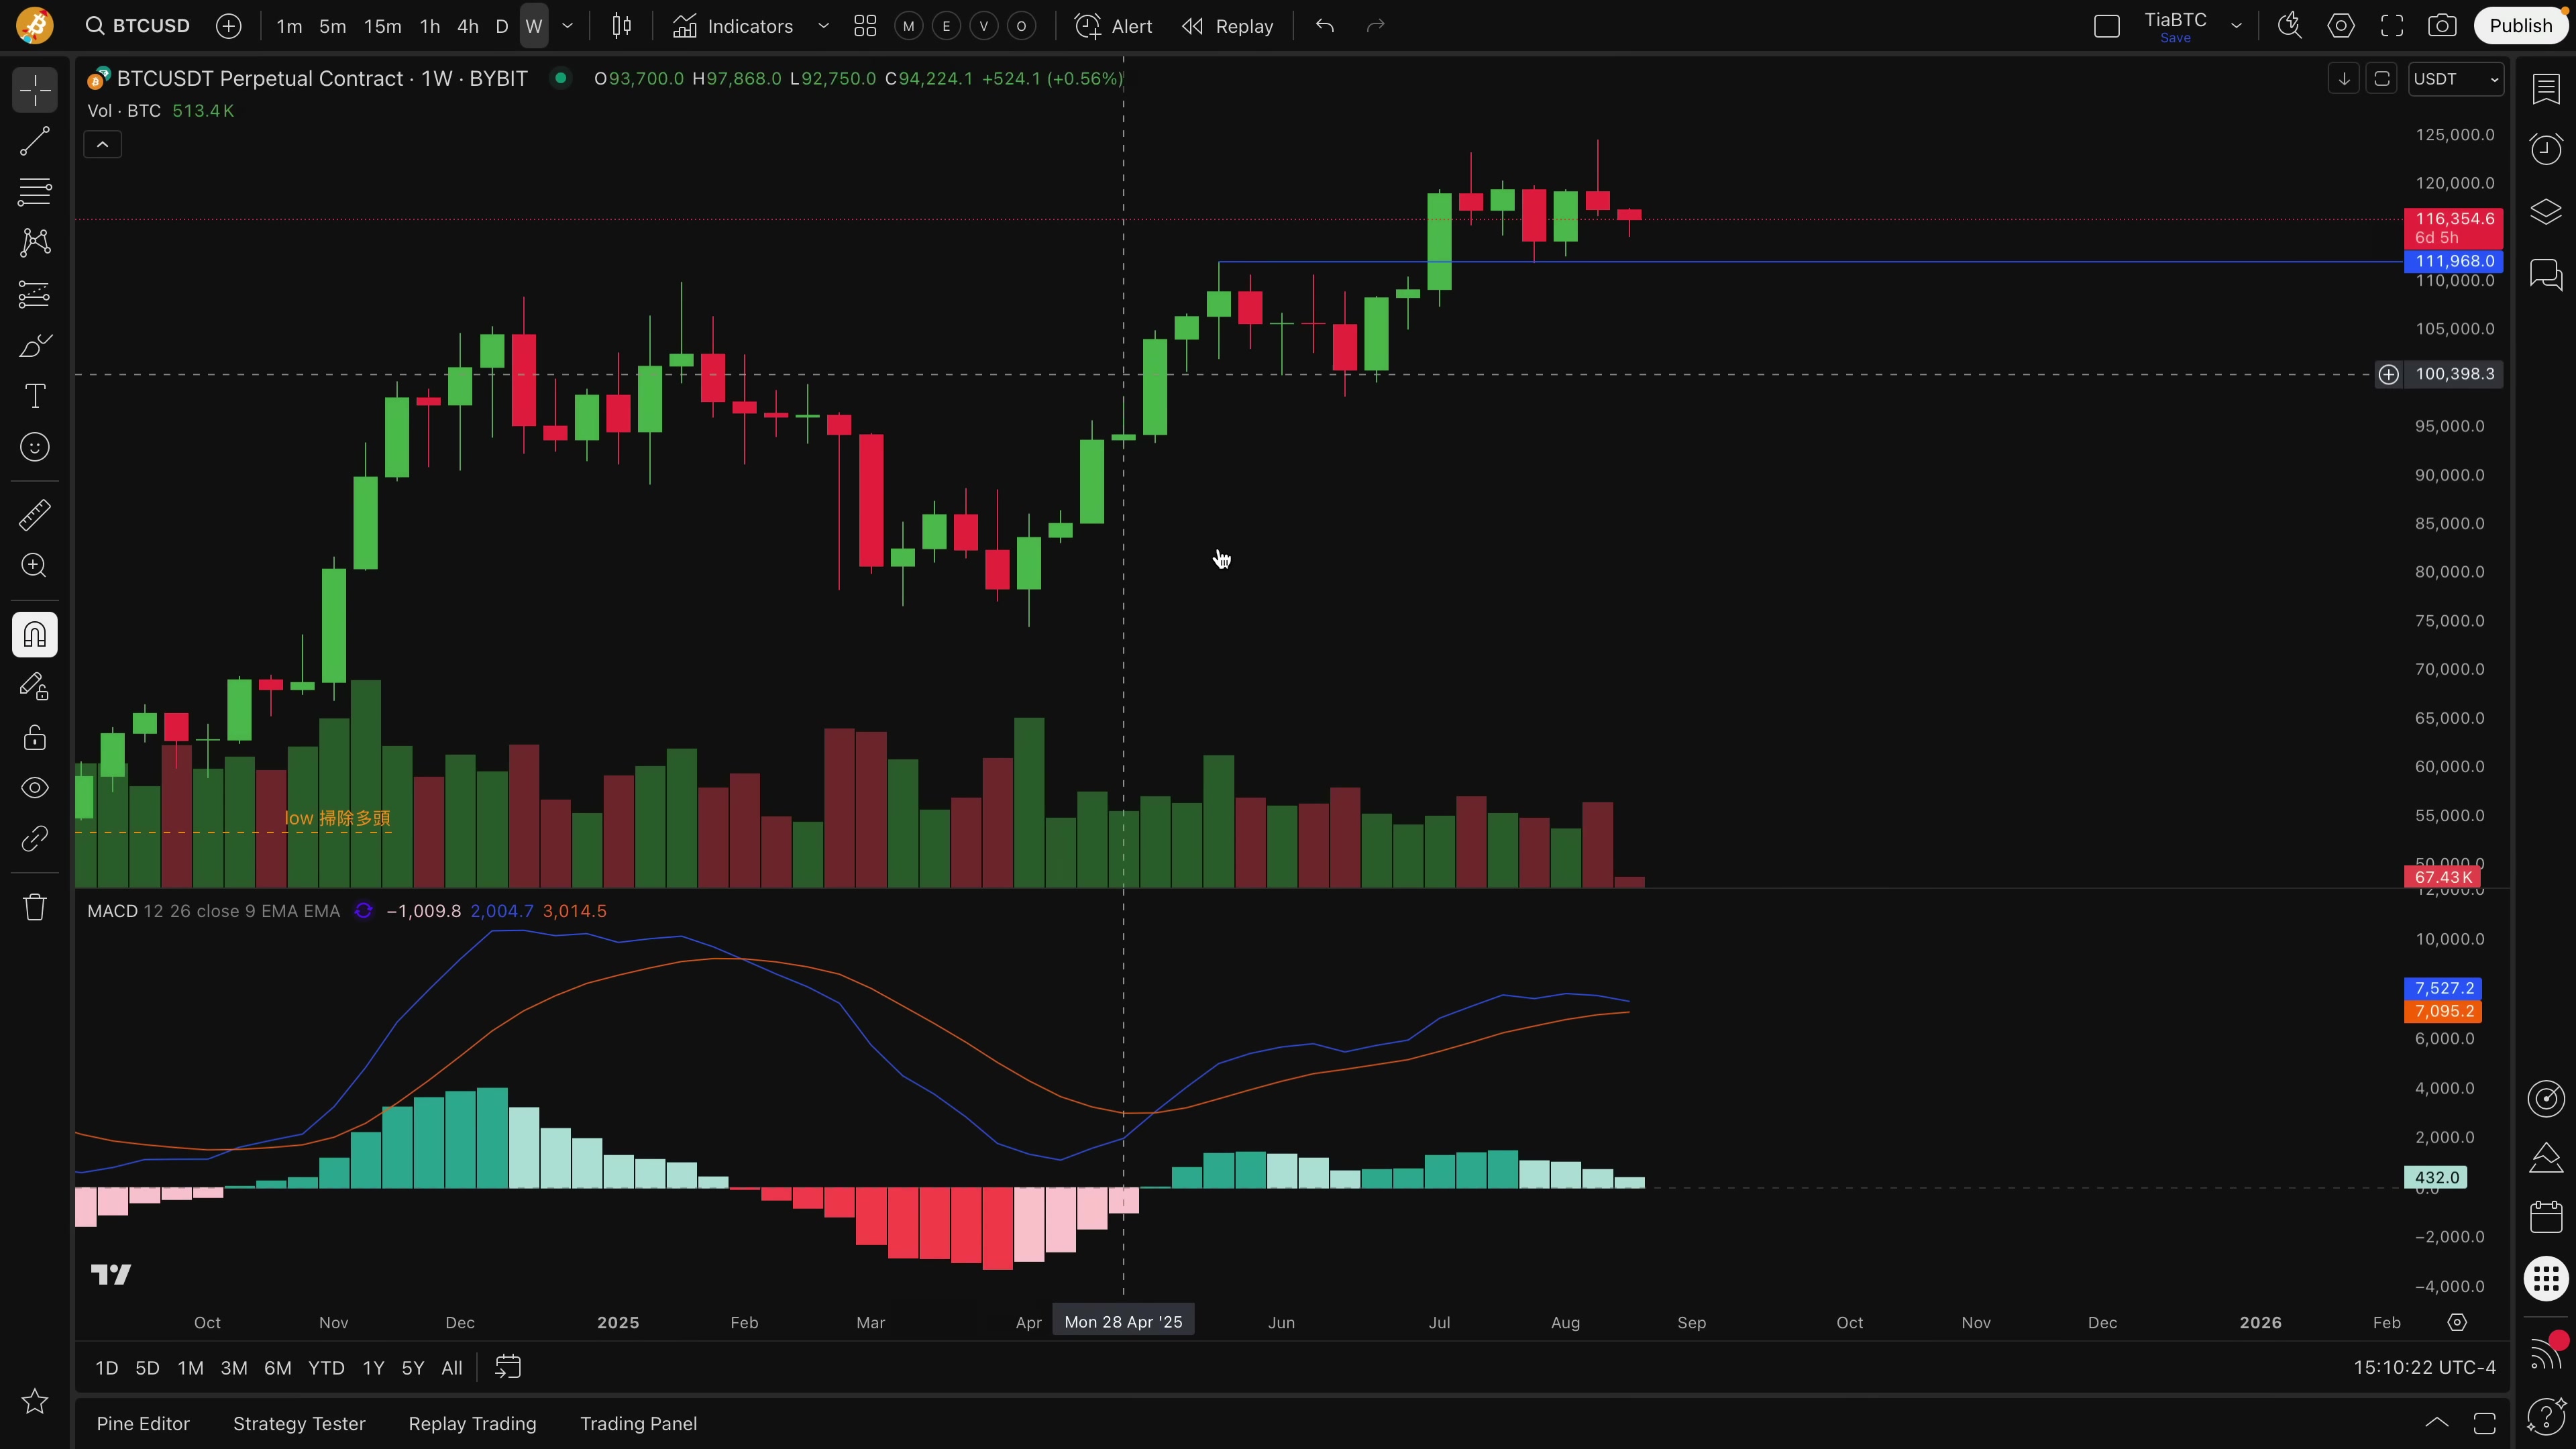 BTCUSD 1m 5m 15m 1h 4h D W Indicators M E V O Alert Replay TiaBTC Save Publish
BTCUSDT Perpetual Contract · 1W · BYBIT O93,700.0 H97,868.0 L92,750.0 C94,224.1 +524.1 (+0.56%) USDT
Vol · BTC 513.4 K
125,000.0
120,000.0
116,354.6
6d 5h
111,968.0
110,000.0
105,000.0
100,398.3
95,000.0
90,000.0
85,000.0
80,000.0
75,000.0
70,000.0
65,000.0
60,000.0
low 掃除多頭
55,000.0
50,000.0
67.43 K
12,000.0
MACD 12 26 close 9 EMA EMA −1,009.8 2,004.7 3,014.5
10,000.0
7,527.2
7,095.2
6,000.0
4,000.0
2,000.0
432.0
0.0
−2,000.0
−4,000.0
Oct Nov Dec 2025 Feb Mar Apr Mon 28 Apr '25 Jun Jul Aug Sep Oct Nov Dec 2026 Feb
1D 5D 1M 3M 6M YTD 1Y 5Y All 15:10:22 UTC-4
Pine Editor Strategy Tester Replay Trading Trading Panel